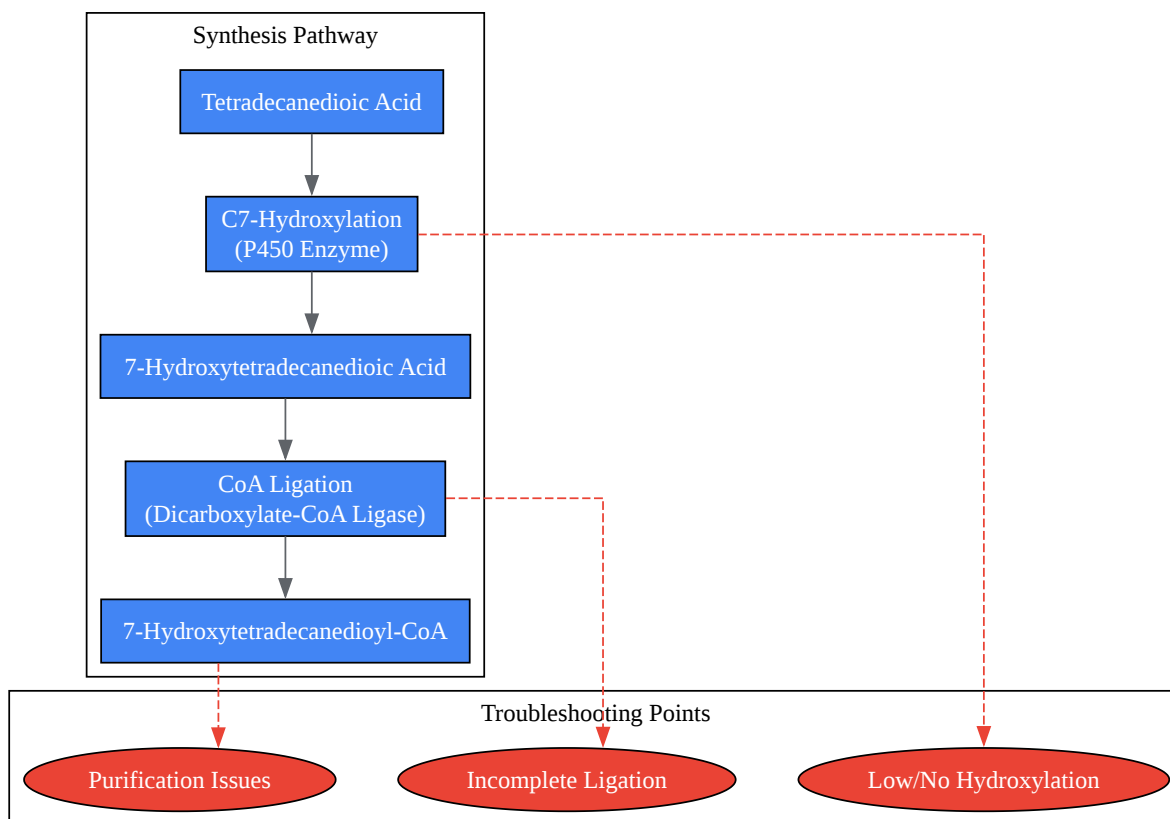 Synthesis Pathway
Tetradecanedioic Acid
C7-Hydroxylation
(P450 Enzyme)
7-Hydroxytetradecanedioic Acid
CoA Ligation
(Dicarboxylate-CoA Ligase)
7-Hydroxytetradecanedioyl-CoA
Troubleshooting Points
Purification Issues
Incomplete Ligation
Low/No Hydroxylation